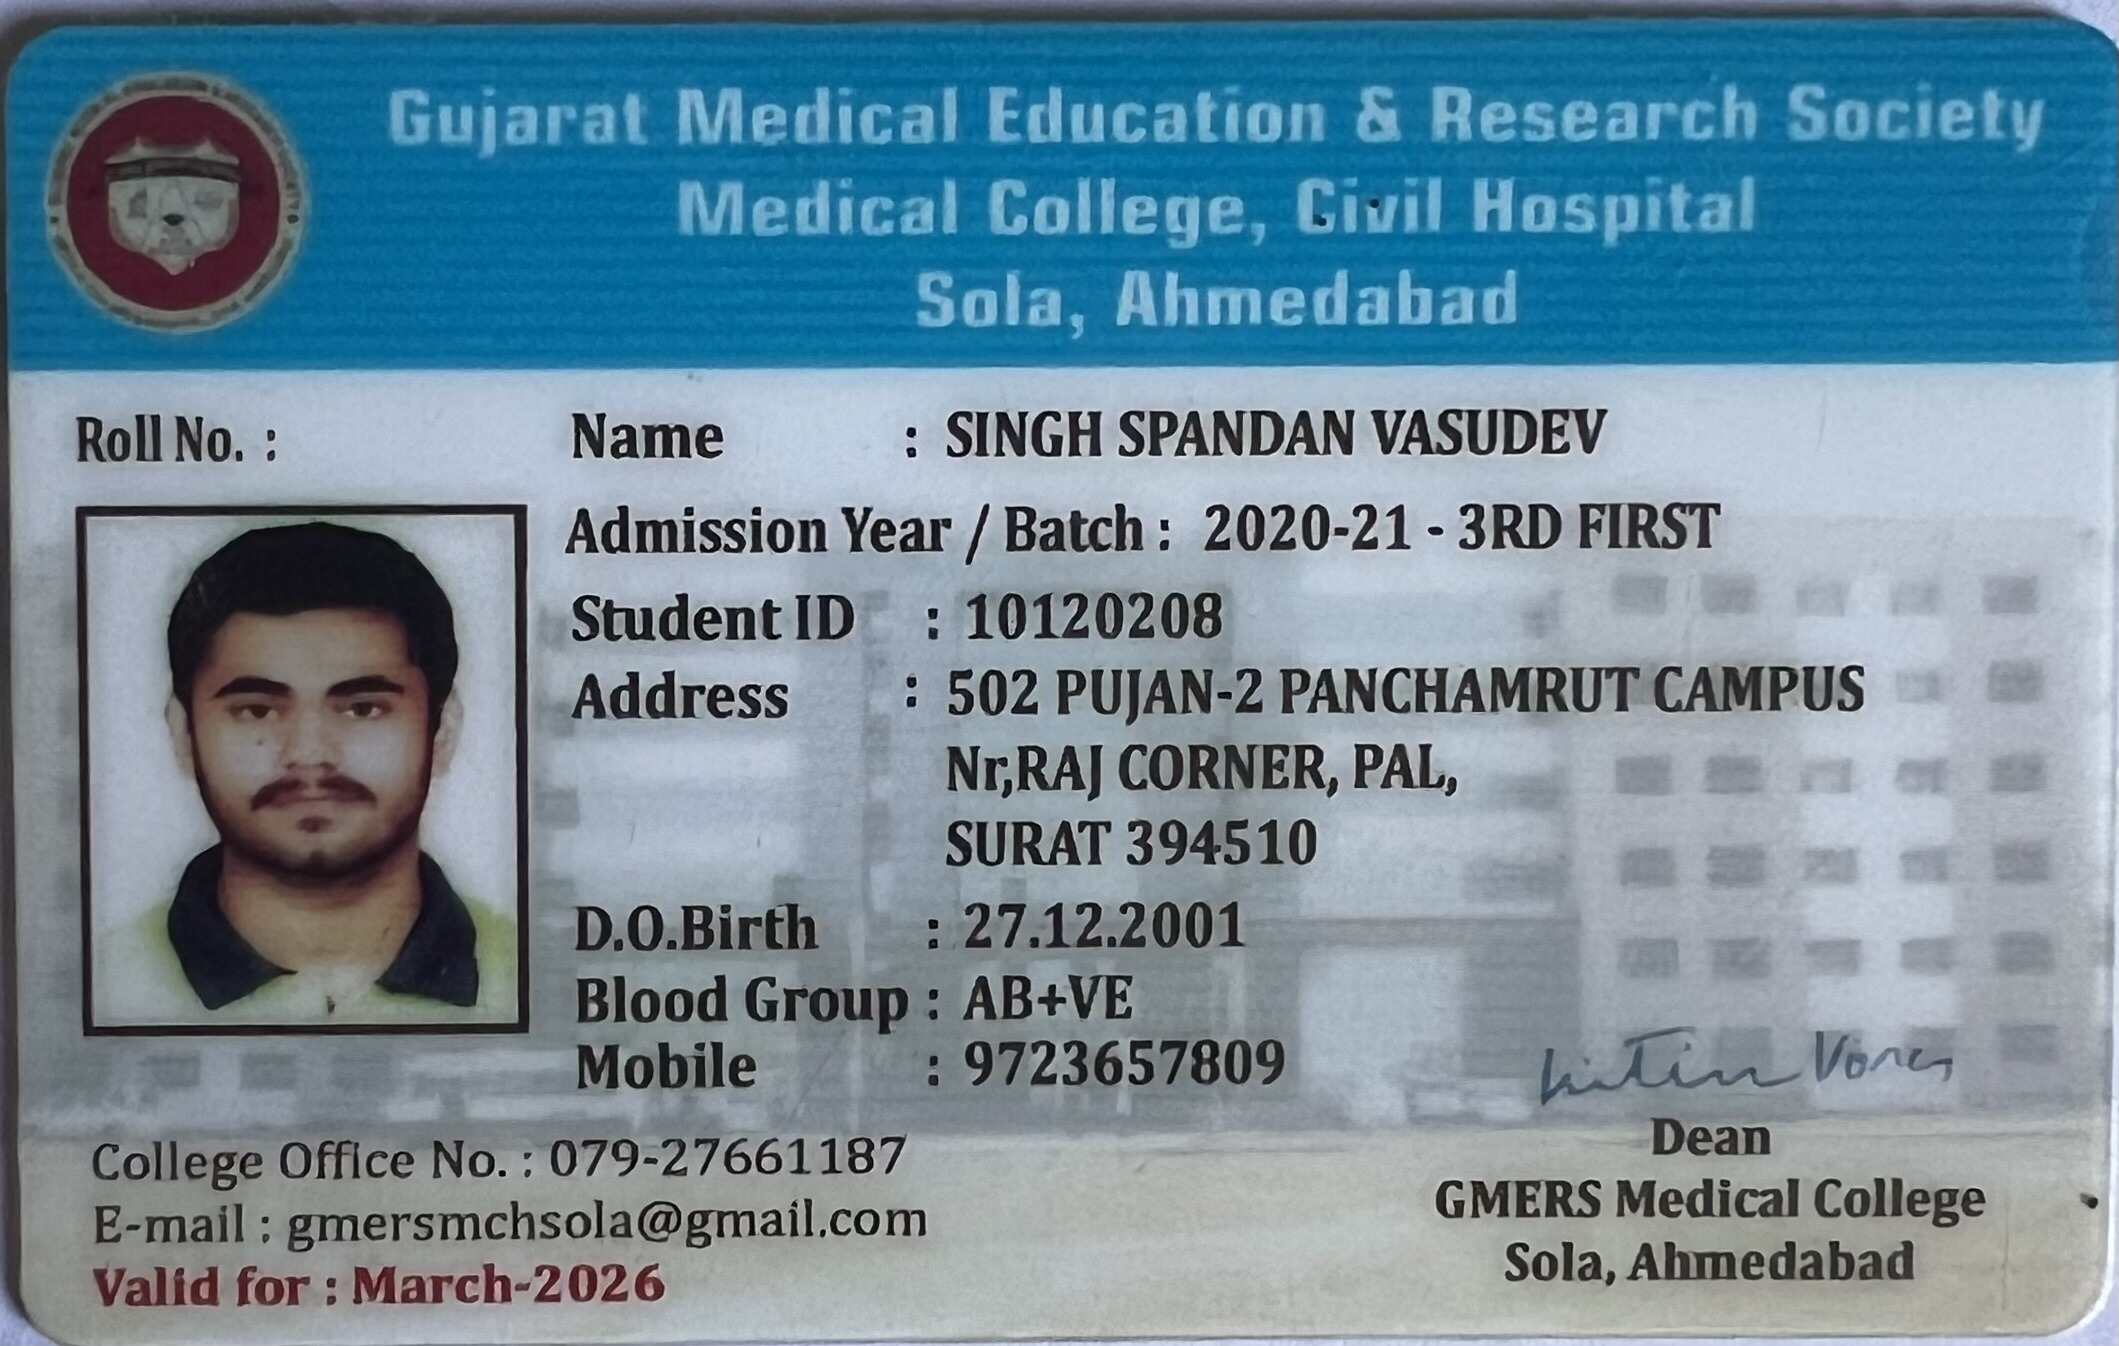 Gujarat Medical Education & Research Society
Medical College, Civil Hospital
Sola, Ahmedabad
Roll No. :
Name : SINGH SPANDAN VASUDEV
Admission Year / Batch : 2020-21 - 3RD FIRST
Student ID : 10120208
Address : 502 PUJAN-2 PANCHAMRUT CAMPUS
Nr,RAJ CORNER, PAL,
SURAT 394510
D.O.Birth : 27.12.2001
Blood Group : AB+VE
Mobile : 9723657809
College Office No. : 079-27661187
E-mail : gmersmchsola@gmail.com
Valid for : March-2026
Dean
GMERS Medical College
Sola, Ahmedabad